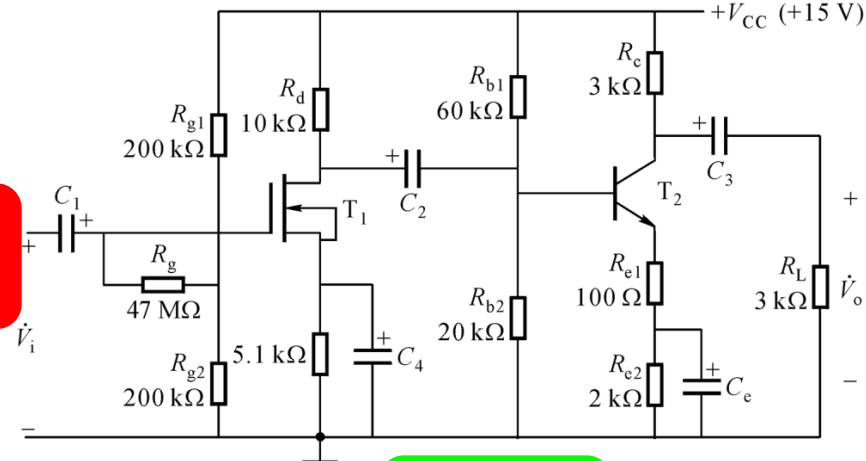 +V_CC (+15 V)
R_c
3 kΩ
R_b1
60 kΩ
R_d
10 kΩ
R_g1
200 kΩ
+
C_3
+
C_2
T_2
C_1
+
T_1
+
+
R_g
47 MΩ
R_e1
100 Ω
R_L
3 kΩ
V̇_o
R_b2
20 kΩ
V̇_i
5.1 kΩ
+
C_4
R_g2
200 kΩ
R_e2
2 kΩ
+
C_e
−
−